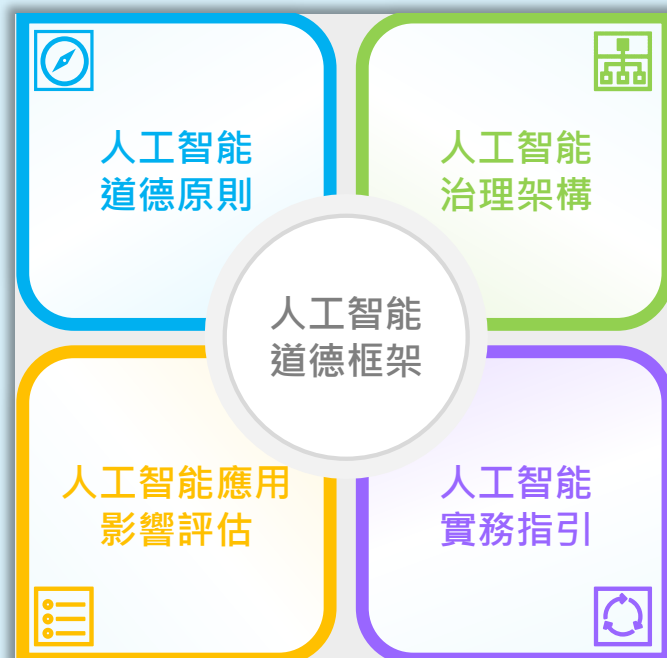 人工智能
道德原則
人工智能
治理架構
人工智能
道德框架
人工智能應用
影響評估
人工智能
實務指引